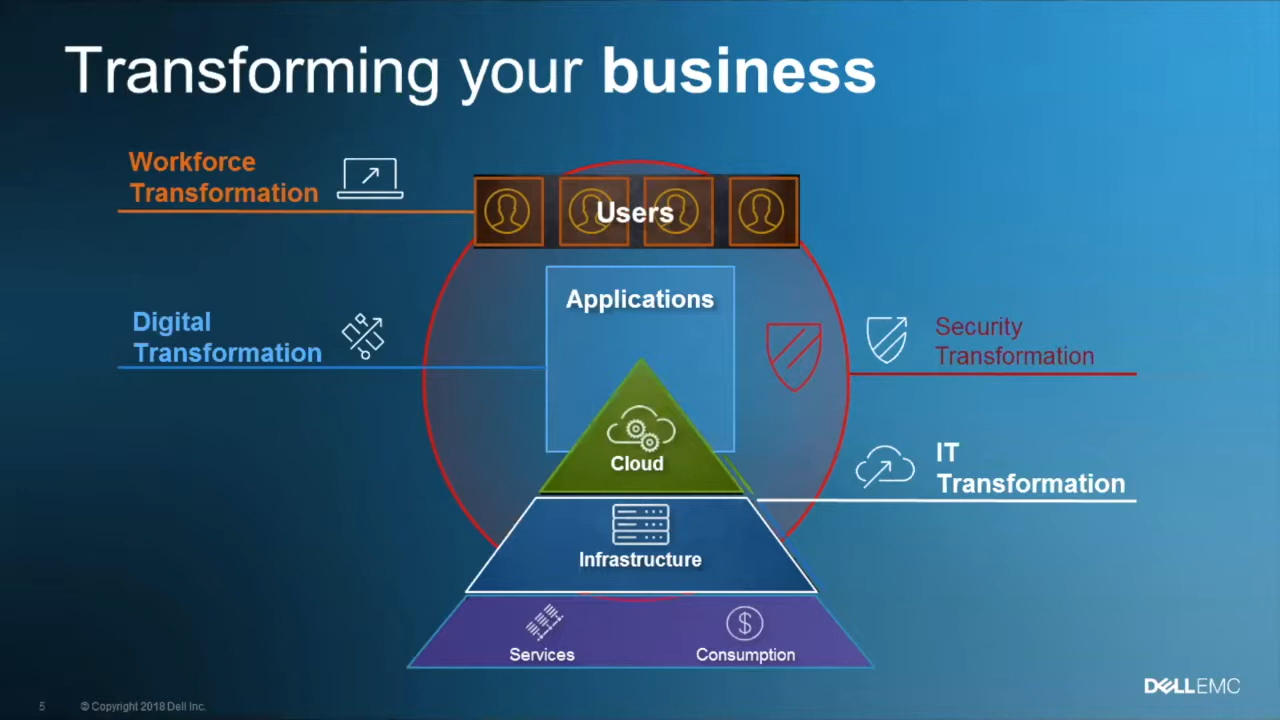 Transforming your business
Workforce
Transformation
Users
Applications
Digital
Transformation
Security
Transformation
Cloud
IT
Transformation
Infrastructure
$
Services
Consumption
DELLEMC
5
© Copyright 2018 Dell Inc.